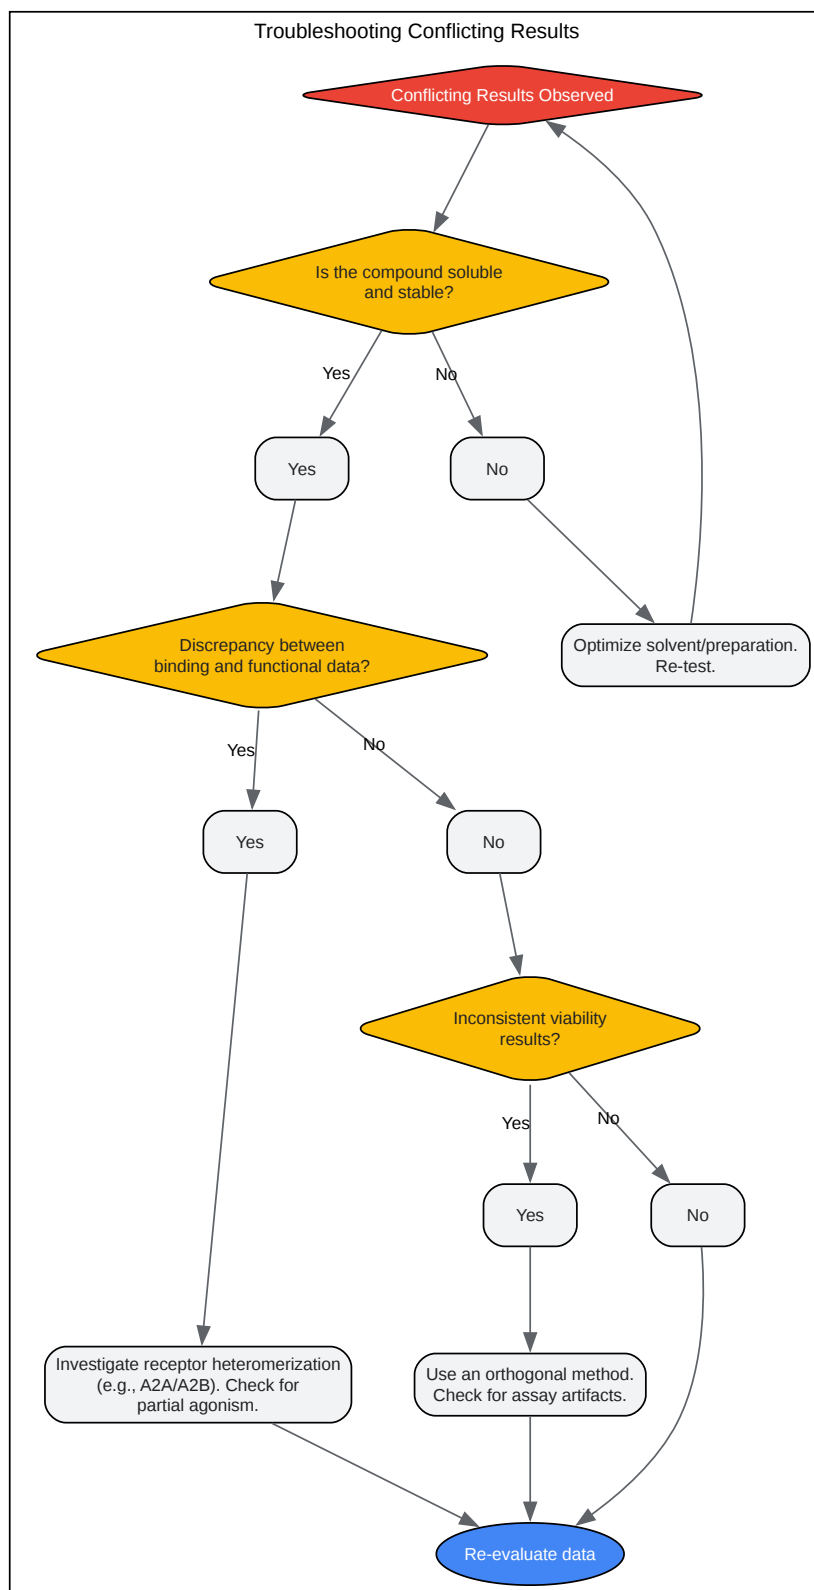 Troubleshooting Conflicting Results
Conflicting Results Observed
Is the compound soluble
and stable?
Yes
No
Yes
No
Discrepancy between
binding and functional data?
Optimize solvent/preparation.
Re-test.
Yes
No
Yes
No
Inconsistent viability
results?
Yes
No
Yes
No
Investigate receptor heteromerization
(e.g., A2A/A2B). Check for
partial agonism.
Use an orthogonal method.
Check for assay artifacts.
Re-evaluate data